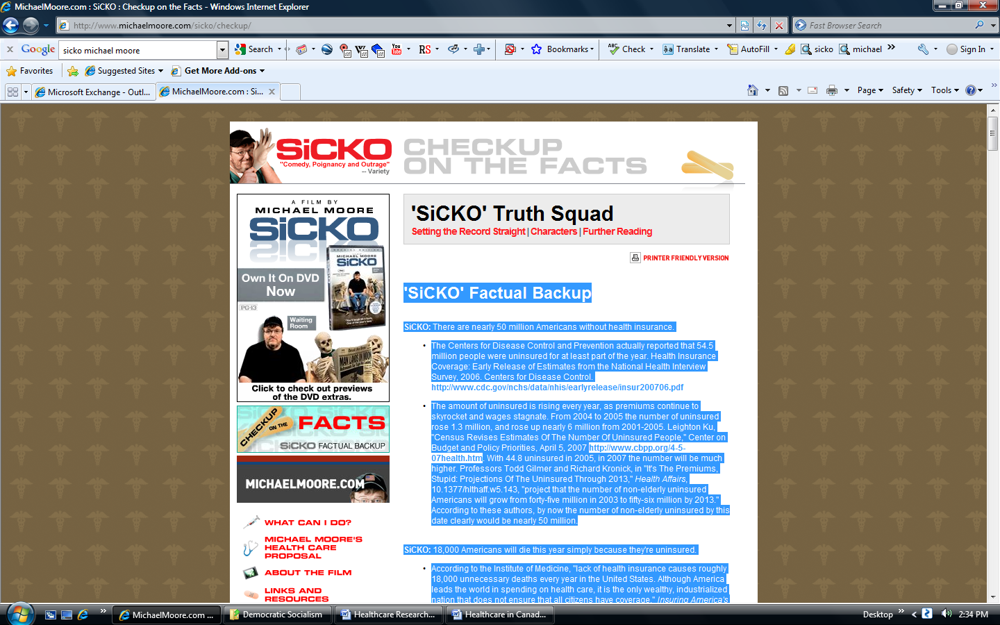 MichaelMoore.com : SiCKO : Checkup on the Facts - Windows Internet Explorer
http://www.michaelmoore.com/sicko/checkup/
Fast Browser Search
x Google sicko michael moore Search YouTube RS Bookmarks ABC Check Translate AutoFill sicko michael Sign In
Favorites Suggested Sites Get More Add-ons
Microsoft Exchange - Outl... MichaelMoore.com : Si... x Page Safety Tools
SiCKO
"Comedy, Poignancy and Outrage"
-- Variety
CHECKUP
ON THE FACTS
A FILM BY
MICHAEL MOORE
SiCKO
Own It On DVD
Now
MICHAEL MOORE
SiCKO
PG-13
Waiting
Room
MAN LANDS ON MOON
Click to check out previews
of the DVD extras.
CHECKUP
ON THE
FACTS
SiCKO FACTUAL BACKUP
MICHAELMOORE.COM
WHAT CAN I DO?
MICHAEL MOORE'S
HEALTH CARE
PROPOSAL
ABOUT THE FILM
LINKS AND
RESOURCES
'SiCKO' Truth Squad
Setting the Record Straight | Characters | Further Reading
PRINTER FRIENDLY VERSION
'SiCKO' Factual Backup
SiCKO: There are nearly 50 million Americans without health insurance.
• The Centers for Disease Control and Prevention actually reported that 54.5
million people were uninsured for at least part of the year. Health Insurance
Coverage: Early Release of Estimates from the National Health Interview
Survey, 2006. Centers for Disease Control.
http://www.cdc.gov/nchs/data/nhis/earlyrelease/insur200706.pdf
• The amount of uninsured is rising every year, as premiums continue to
skyrocket and wages stagnate. From 2004 to 2005 the number of uninsured
rose 1.3 million, and rose up nearly 6 million from 2001-2005. Leighton Ku,
"Census Revises Estimates Of The Number Of Uninsured People," Center on
Budget and Policy Priorities, April 5, 2007 http://www.cbpp.org/4-5-
07health.htm. With 44.8 uninsured in 2005, in 2007 the number will be much
higher. Professors Todd Gilmer and Richard Kronick, in "It's The Premiums,
Stupid: Projections Of The Uninsured Through 2013," Health Affairs,
10.1377/hlthaff.w5.143, "project that the number of non-elderly uninsured
Americans will grow from forty-five million in 2003 to fifty-six million by 2013."
According to these authors, by now the number of non-elderly uninsured by this
date clearly would be nearly 50 million.
SiCKO: 18,000 Americans will die this year simply because they're uninsured.
• According to the Institute of Medicine, "lack of health insurance causes roughly
18,000 unnecessary deaths every year in the United States. Although America
leads the world in spending on health care, it is the only wealthy, industrialized
nation that does not ensure that all citizens have coverage." Insuring America's
MichaelMoore.com ... Democratic Socialism Healthcare Research... Healthcare in Canad... Desktop 2:34 PM